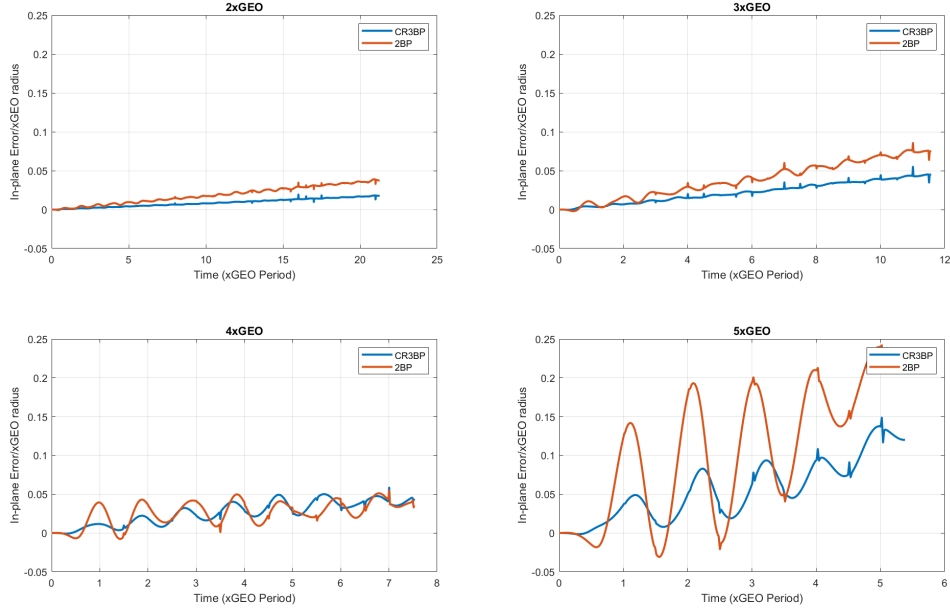 2xGEO
CR3BP
2BP
In-plane Error/xGEO radius
0.25
0.2
0.15
0.1
0.05
0
-0.05
0
5
10
15
20
25
Time (xGEO Period)
3xGEO
CR3BP
2BP
In-plane Error/xGEO radius
0.25
0.2
0.15
0.1
0.05
0
-0.05
0
2
4
6
8
10
12
Time (xGEO Period)
4xGEO
CR3BP
2BP
In-plane Error/xGEO radius
0.25
0.2
0.15
0.1
0.05
0
-0.05
0
1
2
3
4
5
6
7
8
Time (xGEO Period)
5xGEO
CR3BP
2BP
In-plane Error/xGEO radius
0.25
0.2
0.15
0.1
0.05
0
-0.05
0
1
2
3
4
5
6
Time (xGEO Period)